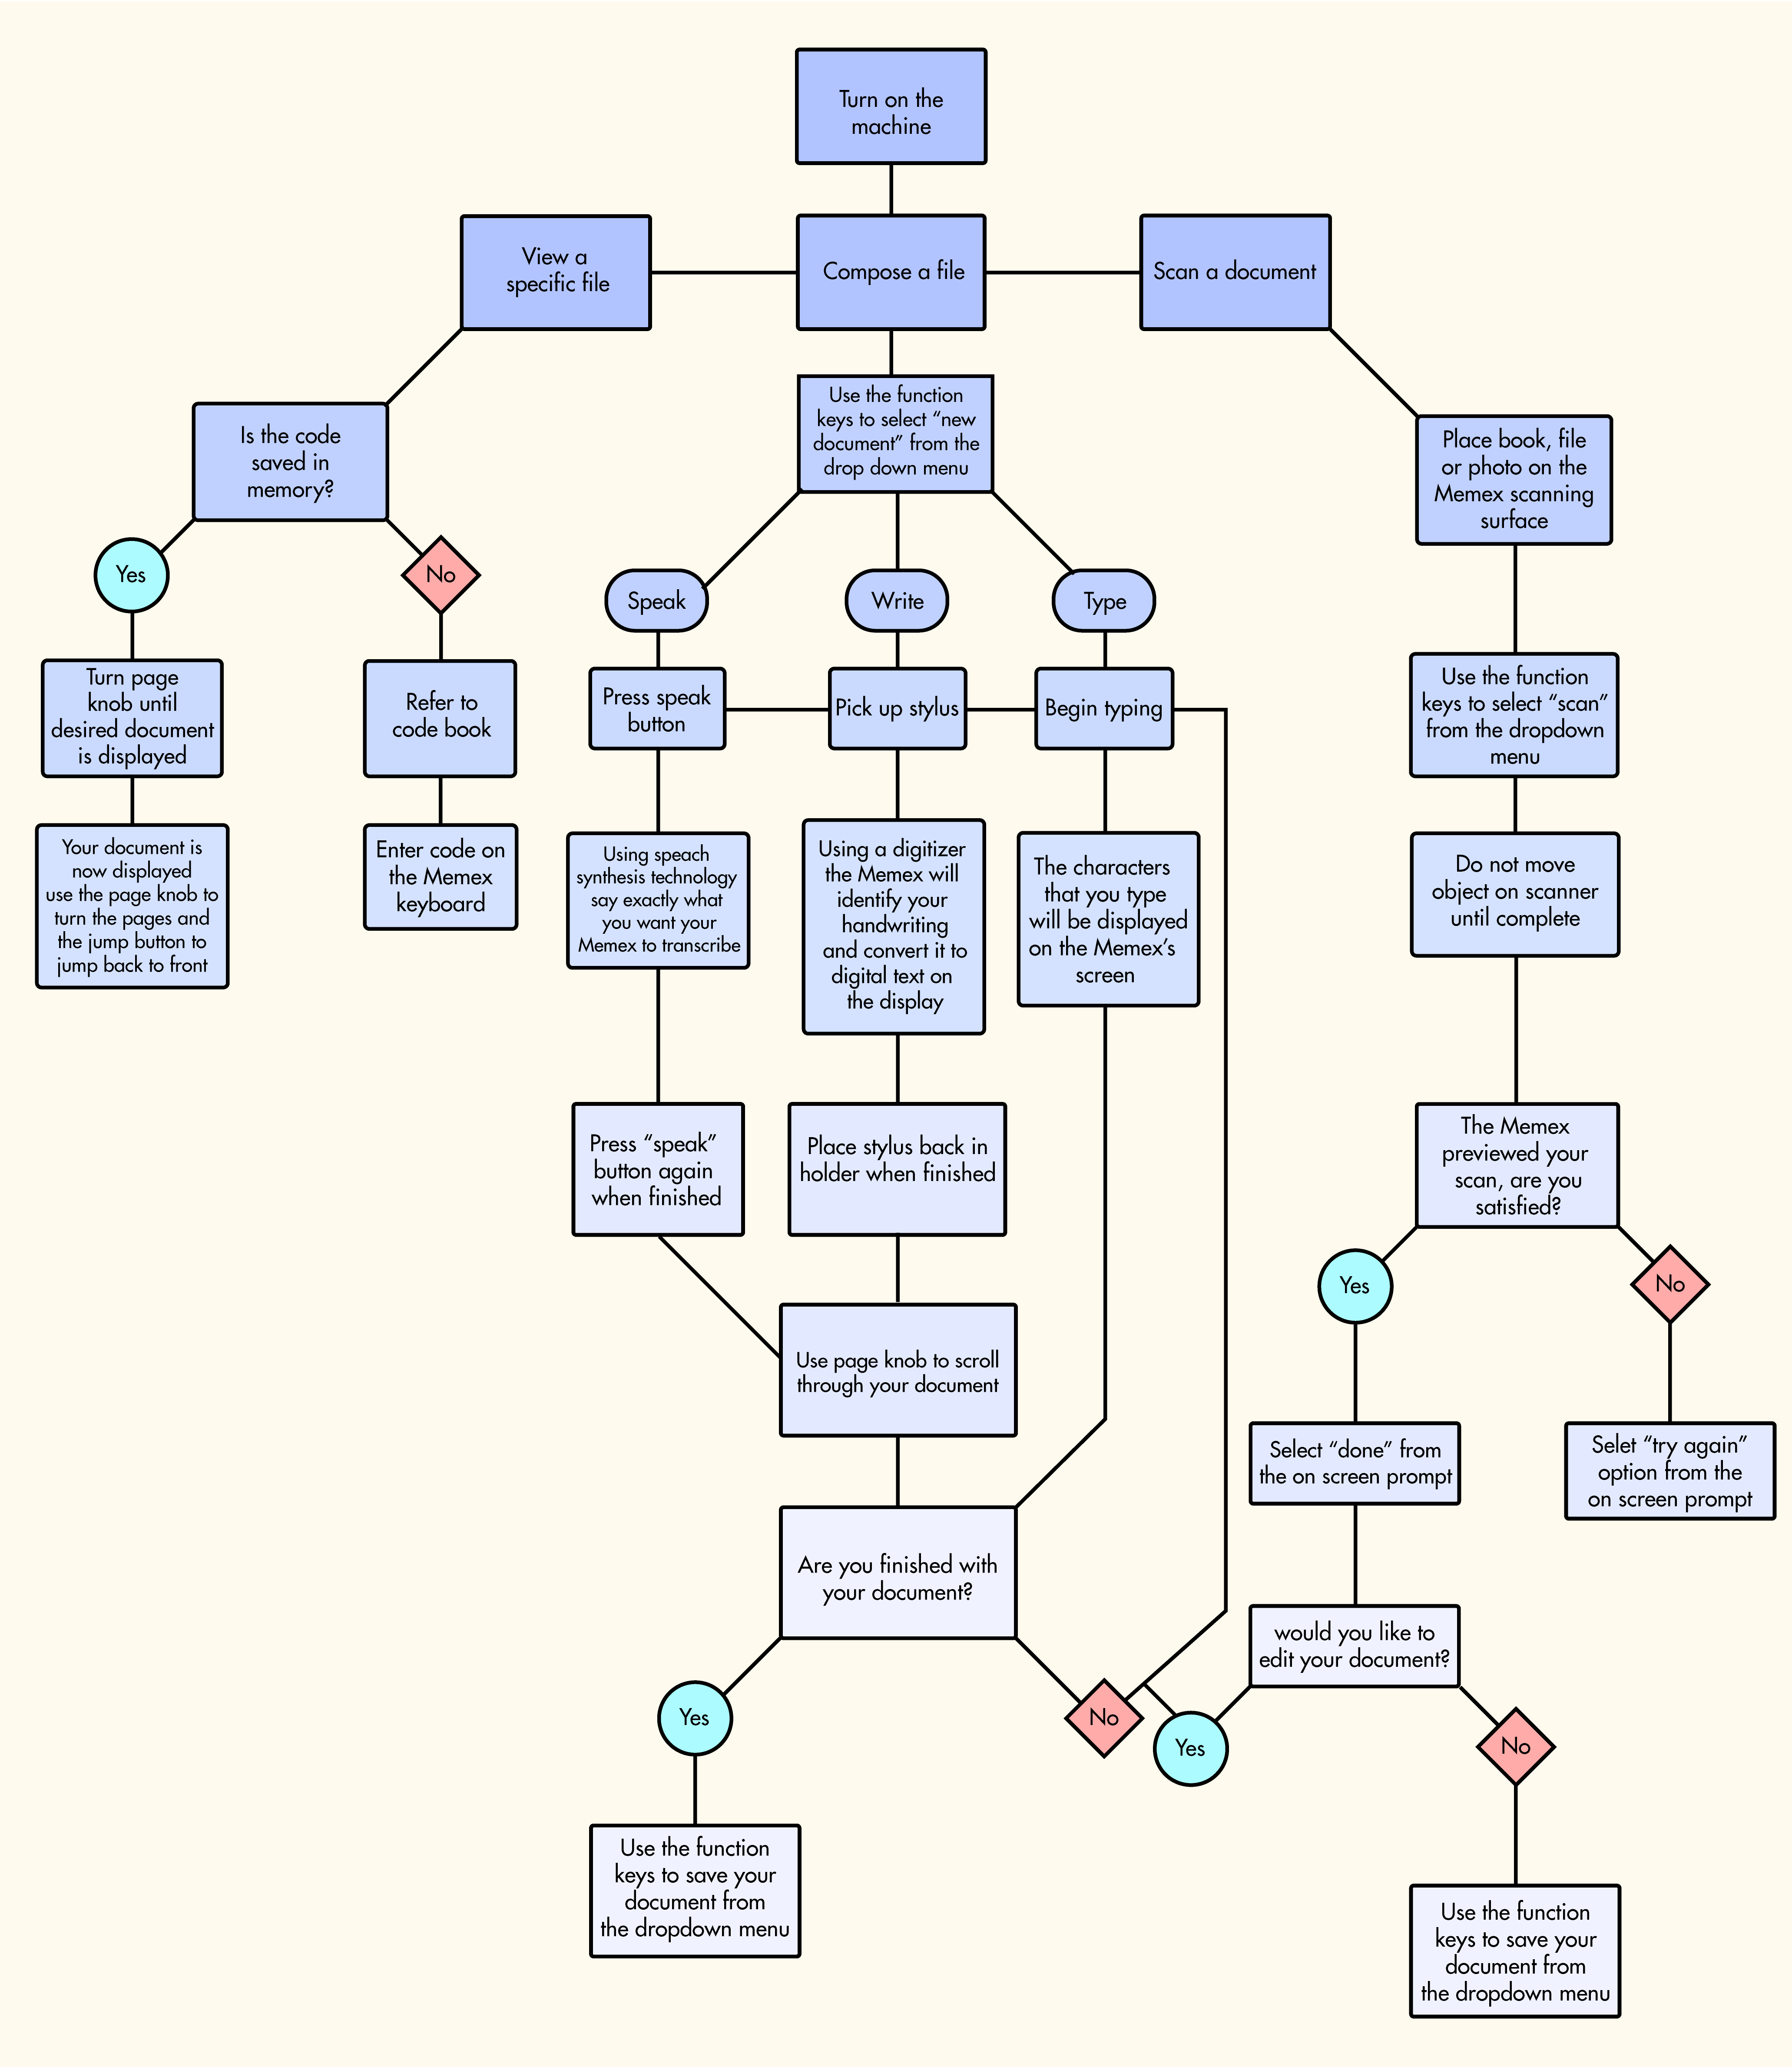 Turn on the
machine
View a
specific file
Compose a file
Scan a document
Is the code
saved in
memory?
Yes
No
Turn page
knob until
desired document
is displayed
Your document is
now displayed
use the page knob to
turn the pages and
the jump button to
jump back to front
Refer to
code book
Enter code on
the Memex
keyboard
Use the function
keys to select “new
document” from the
drop down menu
Speak
Write
Type
Press speak
button
Pick up stylus
Begin typing
Using speach
synthesis technology
say exactly what
you want your
Memex to transcribe
Using a digitizer
the Memex will
identify your
handwriting
and convert it to
digital text on
the display
The characters
that you type
will be displayed
on the Memex’s
screen
Press “speak”
button again
when finished
Place stylus back in
holder when finished
Use page knob to scroll
through your document
Are you finished with
your document?
Yes
No
Use the function
keys to save your
document from
the dropdown menu
Place book, file
or photo on the
Memex scanning
surface
Use the function
keys to select “scan”
from the dropdown
menu
Do not move
object on scanner
until complete
The Memex
previewed your
scan, are you
satisfied?
Yes
No
Select “done” from
the on screen prompt
Selet “try again”
option from the
on screen prompt
would you like to
edit your document?
Yes
No
Use the function
keys to save your
document from
the dropdown menu